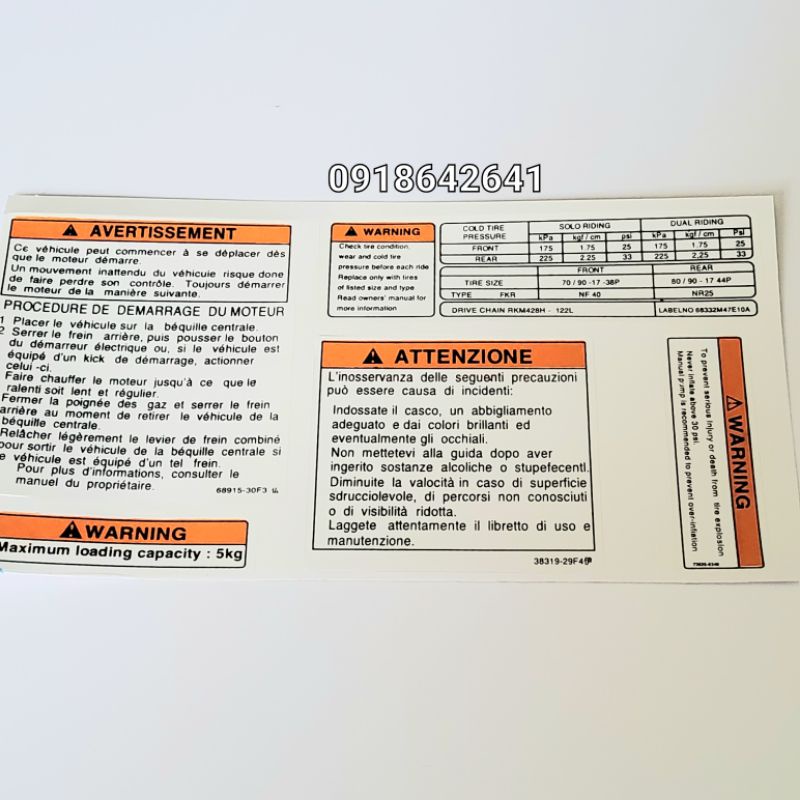 0918642641
AVERTISSEMENT
Ce véhicule peut commencer à se déplacer dès
que le moteur démarre.
Un mouvement inattendu du véhicuie risque done
de faire perdre son contrôle. Toujours démarrer
le moteur de la manière suivante.
PROCEDURE DE DEMARRAGE DU MOTEUR
1 Placer le véhicule sur la béquille centrale.
2 Serrer le frein arrière, puis pousser le bouton
du démarreur électrique ou, si le véhicule est
équipé d'un kick de démarrage, actionner
celui-ci.
Faire chauffer le moteur jusqu'à ce que le
ralenti soit lent et régulier.
Fermer la poignée des gaz et serrer le frein
arrière au moment de retirer le véhicule de la
béquille centrale.
Relâcher légèrement le levier de frein combiné
pour sortir le véhicule de la béquille centrale si
e véhicule est équipé d'un tel frein.
Pour plus d'informations, consulter le
manuel du propriétaire.
68915-30F3
WARNING
Maximum loading capacity : 5kg
WARNING
Check tire condition,
wear and cold tire
pressure before each ride
Replace only with tires
of listed size and type.
Read owners' manual for
more information
COLD TIRE PRESSURE SOLO RIDING DUAL RIDING
kPa kgf / cm psi kPa kgf / cm Psi
FRONT 175 1.75 25 175 1.75 25
REAR 225 2.25 33 225 2,25 33
FRONT REAR
TIRE SIZE 70 / 90 -17 -38P 80 / 90 - 17 44P
TYPE FKR NF 40 NR25
DRIVE CHAIN RKM428H - 122L LABELNO 68332M47E10A
ATTENZIONE
L'inosservanza delle seguenti precauzioni
può essere causa di incidenti:
Indossate il casco, un abbigliamento
adeguato e dai colori brillanti ed
eventualmente gli occhiali.
Non mettetevi alla guida dopo aver
ingerito sostanze alcoliche o stupefecentl.
Diminuite la valocità in caso di superficie
sdrucciolevole, di percorsi non conosciuti
o di visibilità ridotta.
Laggete attentamente il libretto di uso e
manutenzione.
38319-29F4
WARNING
To prevent serious injury or death from tire explosion
Never inflate above 30 psi.
Manual pump is recommended to prevent over-inflation